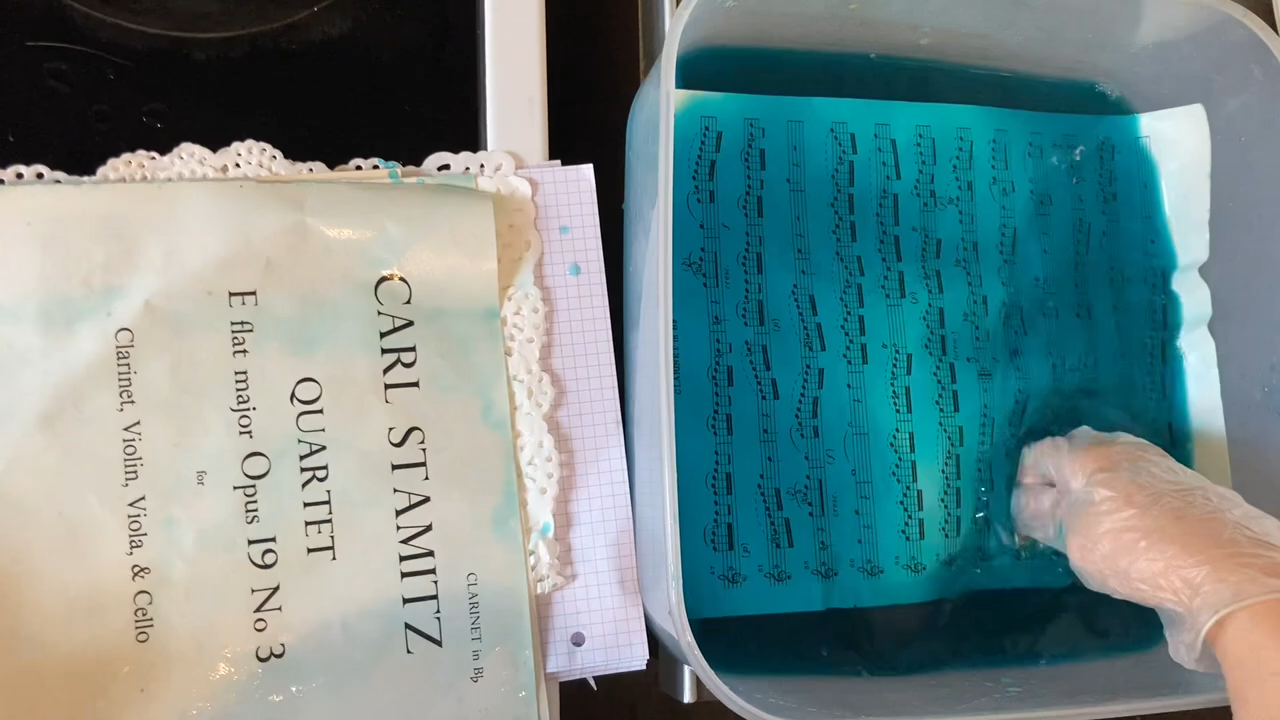 CLARINET in B♭
CARL STAMITZ
QUARTET
E flat major Opus 19 No 3
for
Clarinet, Violin, Viola, & Cello